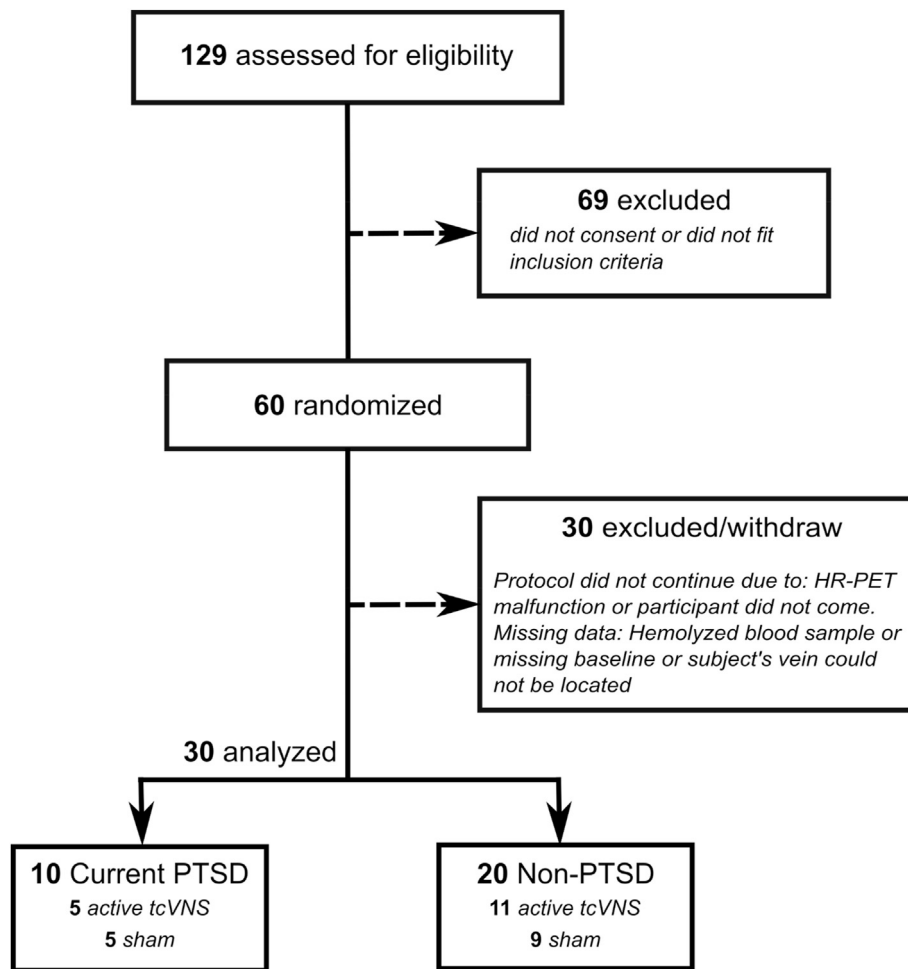 129 assessed for eligibility
69 excluded
did not consent or did not fit
inclusion criteria
60 randomized
30 excluded/withdraw
Protocol did not continue due to: HR-PET
malfunction or participant did not come.
Missing data: Hemolyzed blood sample or
missing baseline or subject's vein could
not be located
30 analyzed
10 Current PTSD
5 active tcVNS
5 sham
20 Non-PTSD
11 active tcVNS
9 sham